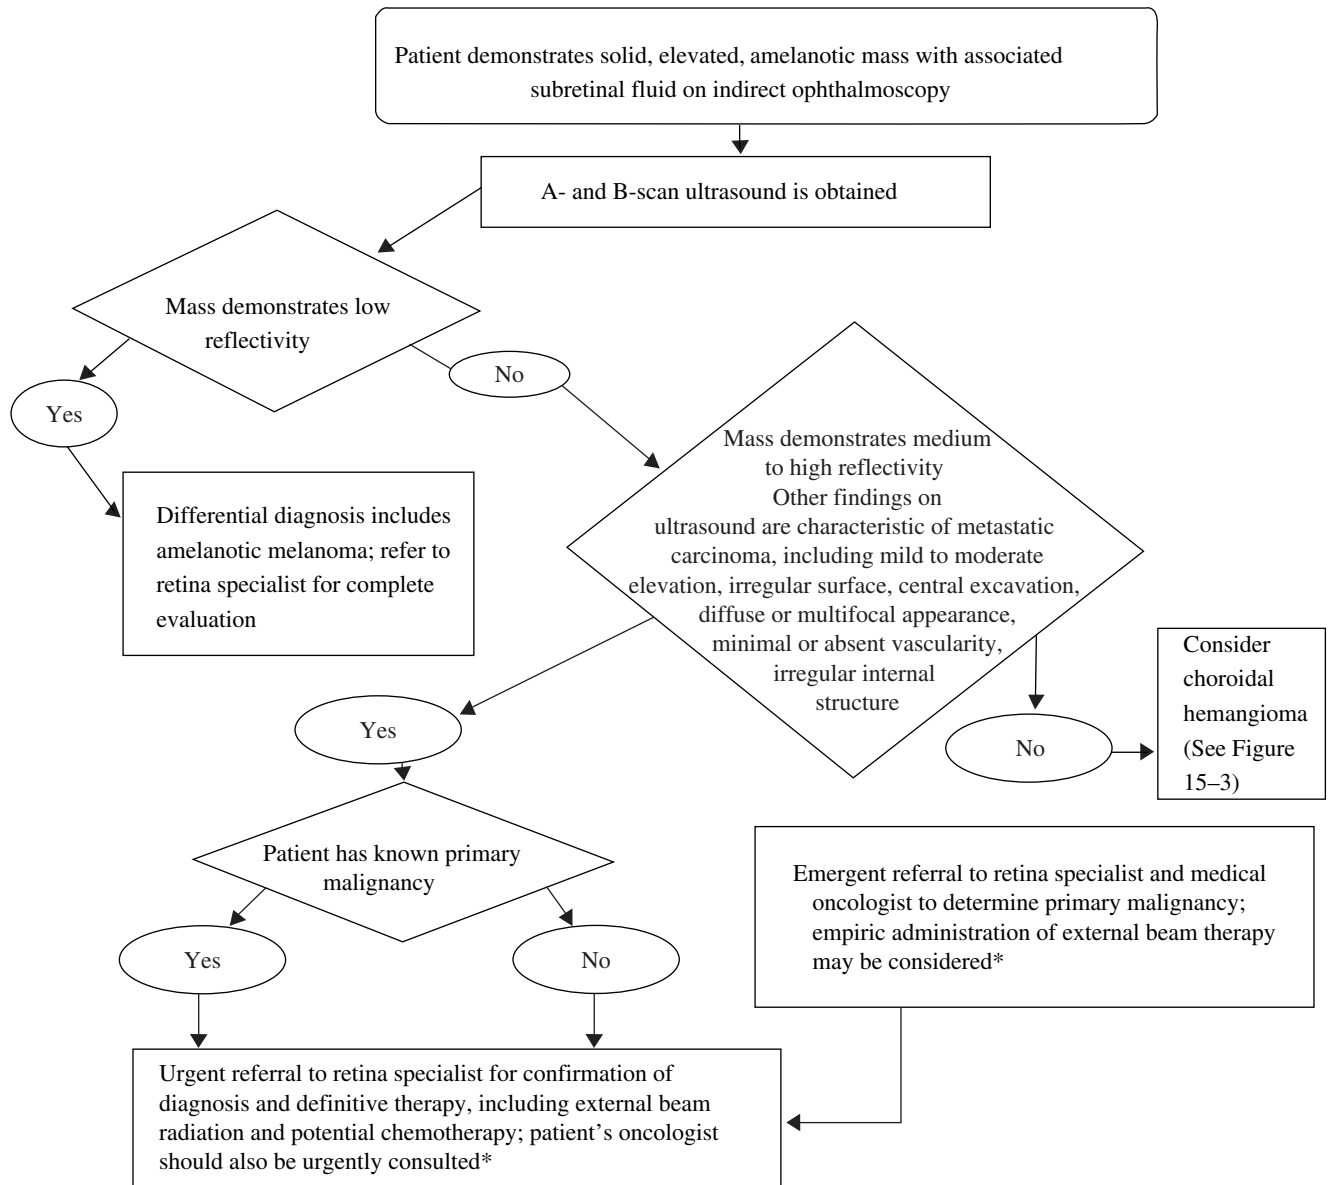 Patient demonstrates solid, elevated, amelanotic mass with associated
subretinal fluid on indirect ophthalmoscopy
A- and B-scan ultrasound is obtained
Mass demonstrates low
reflectivity
Yes
No
Differential diagnosis includes
amelanotic melanoma; refer to
retina specialist for complete
evaluation
Mass demonstrates medium
to high reflectivity
Other findings on
ultrasound are characteristic of metastatic
carcinoma, including mild to moderate
elevation, irregular surface, central excavation,
diffuse or multifocal appearance,
minimal or absent vascularity,
irregular internal
structure
Yes
No
Consider
choroidal
hemangioma
(See Figure
15–3)
Patient has known primary
malignancy
Yes
No
Emergent referral to retina specialist and medical
oncologist to determine primary malignancy;
empiric administration of external beam therapy
may be considered*
Urgent referral to retina specialist for confirmation of
diagnosis and definitive therapy, including external beam
radiation and potential chemotherapy; patient’s oncologist
should also be urgently consulted*